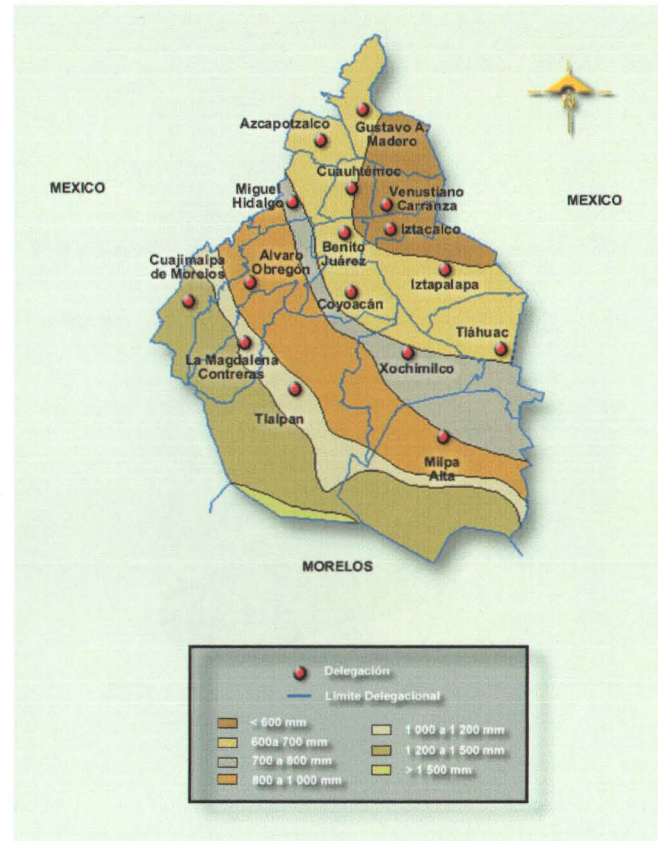 N
Azcapotzalco
Gustavo A.
Madero
MEXICO
Miguel
Hidalgo
Cuauhtémoc
Venustiano
Carranza
MEXICO
Iztacalco
Benito
Juárez
Cuajimalpa
de Morelos
Alvaro
Obregón
Iztapalapa
Coyoacán
Tláhuac
La Magdalena
Contreras
Xochimilco
Tlalpan
Milpa
Alta
MORELOS
Delegación
Límite Delegacional
< 600 mm
600a 700 mm
700 a 800 mm
800 a 1 000 mm
1 000 a 1 200 mm
1 200 a 1 500 mm
> 1 500 mm